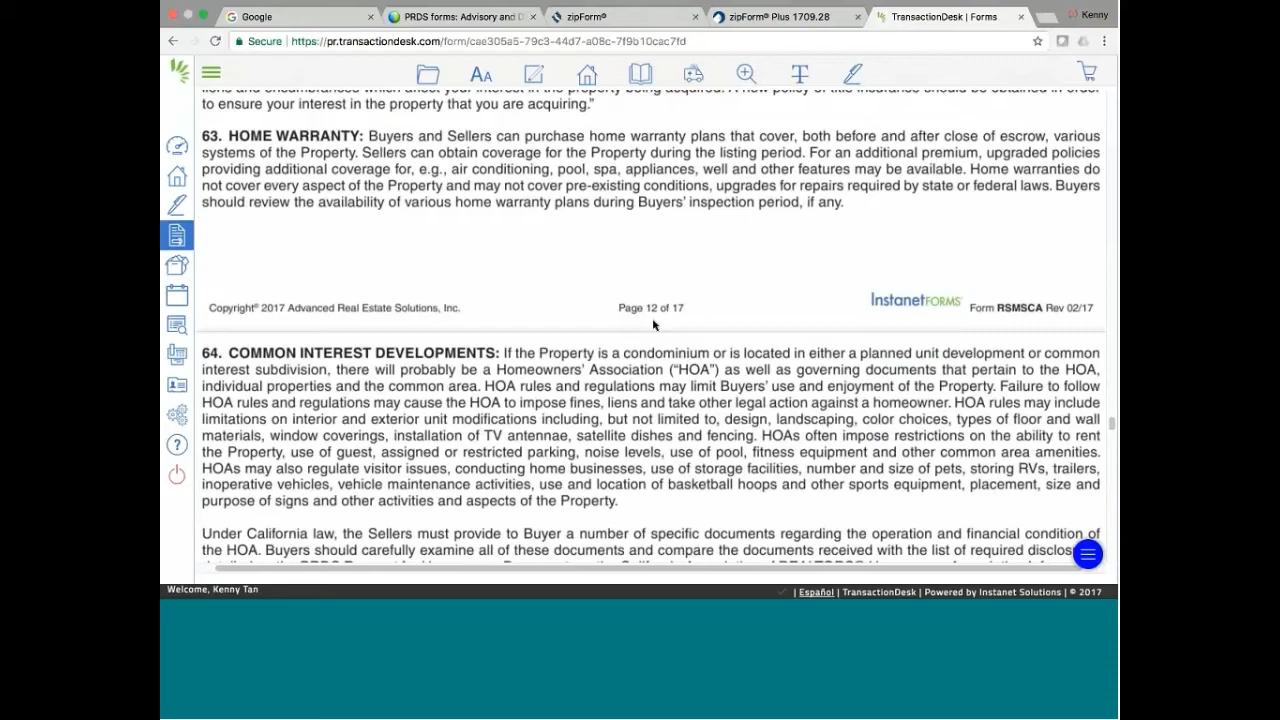 Google
PRDS forms: Advisory and D
zipForm®
zipForm® Plus 1709.28
TransactionDesk | Forms
Kenny
Secure | https://pr.transactiondesk.com/form/cae305a5-79c3-44d7-a08c-7f9b10cac7fd
to ensure your interest in the property that you are acquiring.”
63. HOME WARRANTY: Buyers and Sellers can purchase home warranty plans that cover, both before and after close of escrow, various
systems of the Property. Sellers can obtain coverage for the Property during the listing period. For an additional premium, upgraded policies
providing additional coverage for, e.g., air conditioning, pool, spa, appliances, well and other features may be available. Home warranties do
not cover every aspect of the Property and may not cover pre-existing conditions, upgrades for repairs required by state or federal laws. Buyers
should review the availability of various home warranty plans during Buyers’ inspection period, if any.
Copyright® 2017 Advanced Real Estate Solutions, Inc.
Page 12 of 17
InstanetFORMS
Form RSMSCA Rev 02/17
64. COMMON INTEREST DEVELOPMENTS: If the Property is a condominium or is located in either a planned unit development or common
interest subdivision, there will probably be a Homeowners’ Association (“HOA”) as well as governing documents that pertain to the HOA,
individual properties and the common area. HOA rules and regulations may limit Buyers’ use and enjoyment of the Property. Failure to follow
HOA rules and regulations may cause the HOA to impose fines, liens and take other legal action against a homeowner. HOA rules may include
limitations on interior and exterior unit modifications including, but not limited to, design, landscaping, color choices, types of floor and wall
materials, window coverings, installation of TV antennae, satellite dishes and fencing. HOAs often impose restrictions on the ability to rent
the Property, use of guest, assigned or restricted parking, noise levels, use of pool, fitness equipment and other common area amenities.
HOAs may also regulate visitor issues, conducting home businesses, use of storage facilities, number and size of pets, storing RVs, trailers,
inoperative vehicles, vehicle maintenance activities, use and location of basketball hoops and other sports equipment, placement, size and
purpose of signs and other activities and aspects of the Property.
Under California law, the Sellers must provide to Buyer a number of specific documents regarding the operation and financial condition of
the HOA. Buyers should carefully examine all of these documents and compare the documents received with the list of required
Welcome, Kenny Tan
| Español | TransactionDesk | Powered by Instanet Solutions | © 2017